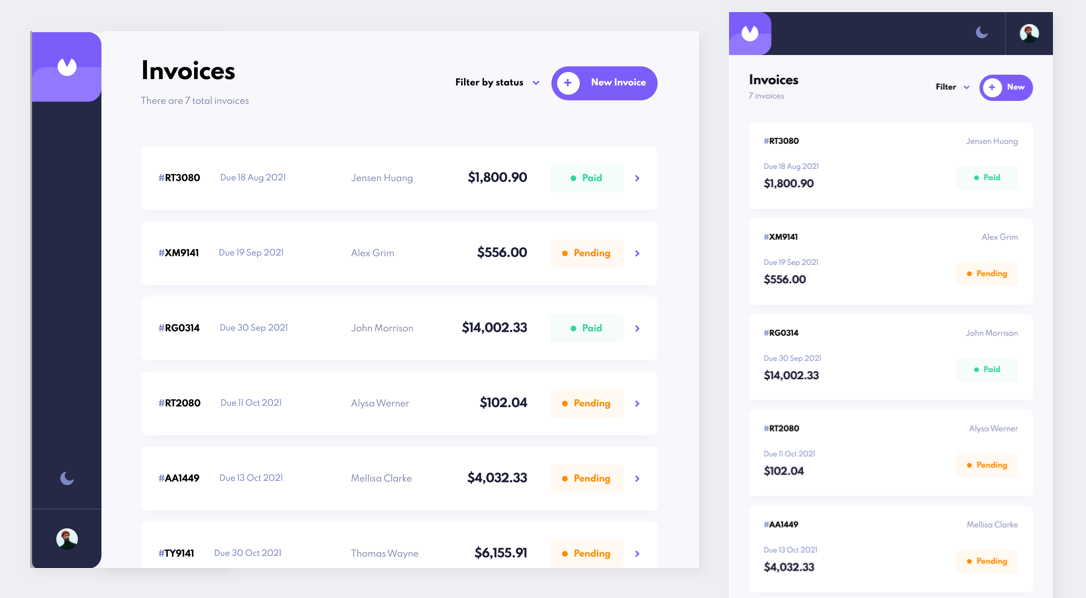 Invoices
There are 7 total invoices
Filter by status
+ New Invoice
#RT3080 Due 18 Aug 2021 Jensen Huang $1,800.90 Paid
#XM9141 Due 19 Sep 2021 Alex Grim $556.00 Pending
#RG0314 Due 30 Sep 2021 John Morrison $14,002.33 Paid
#RT2080 Due 11 Oct 2021 Alysa Werner $102.04 Pending
#AA1449 Due 13 Oct 2021 Mellisa Clarke $4,032.33 Pending
#TY9141 Due 30 Oct 2021 Thomas Wayne $6,155.91 Pending
Invoices
7 invoices
Filter
+ New
#RT3080 Jensen Huang
Due 18 Aug 2021
$1,800.90 Paid
#XM9141 Alex Grim
Due 19 Sep 2021
$556.00 Pending
#RG0314 John Morrison
Due 30 Sep 2021
$14,002.33 Paid
#RT2080 Alysa Werner
Due 11 Oct 2021
$102.04 Pending
#AA1449 Mellisa Clarke
Due 13 Oct 2021
$4,032.33 Pending